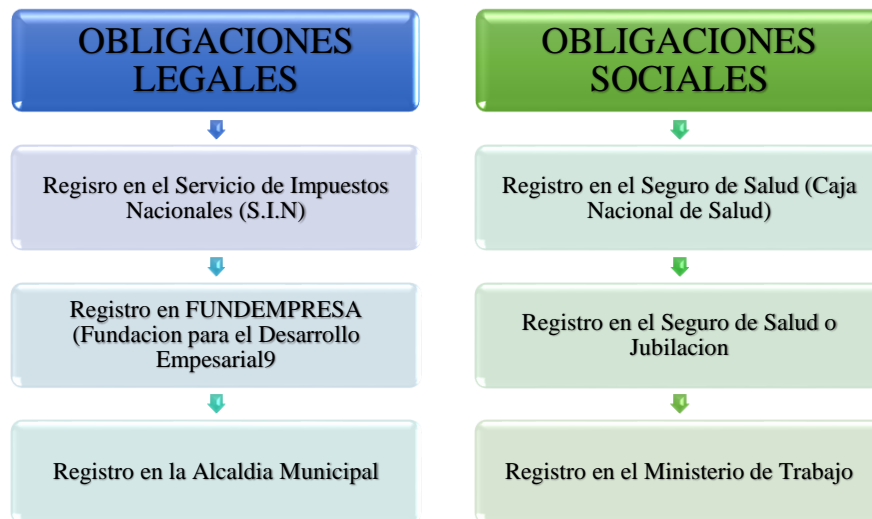 OBLIGACIONES
LEGALES
Regisro en el Servicio de Impuestos
Nacionales (S.I.N)
Registro en FUNDEMPRESA
(Fundacion para el Desarrollo
Empesarial9
Registro en la Alcaldia Municipal
OBLIGACIONES
SOCIALES
Registro en el Seguro de Salud (Caja
Nacional de Salud)
Registro en el Seguro de Salud o
Jubilacion
Registro en el Ministerio de Trabajo